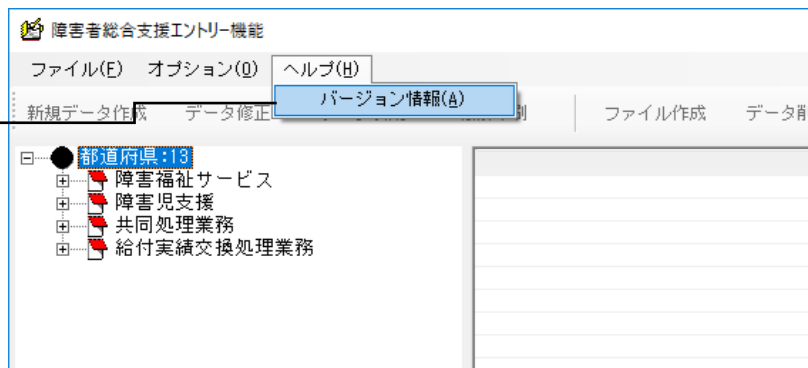 障害者総合支援エントリー機能
ファイル(F) オプション(O) ヘルプ(H)
バージョン情報(A)
新規データ作成 データ修正 ファイル作成 データ削
都道府県:13
障害福祉サービス
障害児支援
共同処理業務
給付実績交換処理業務